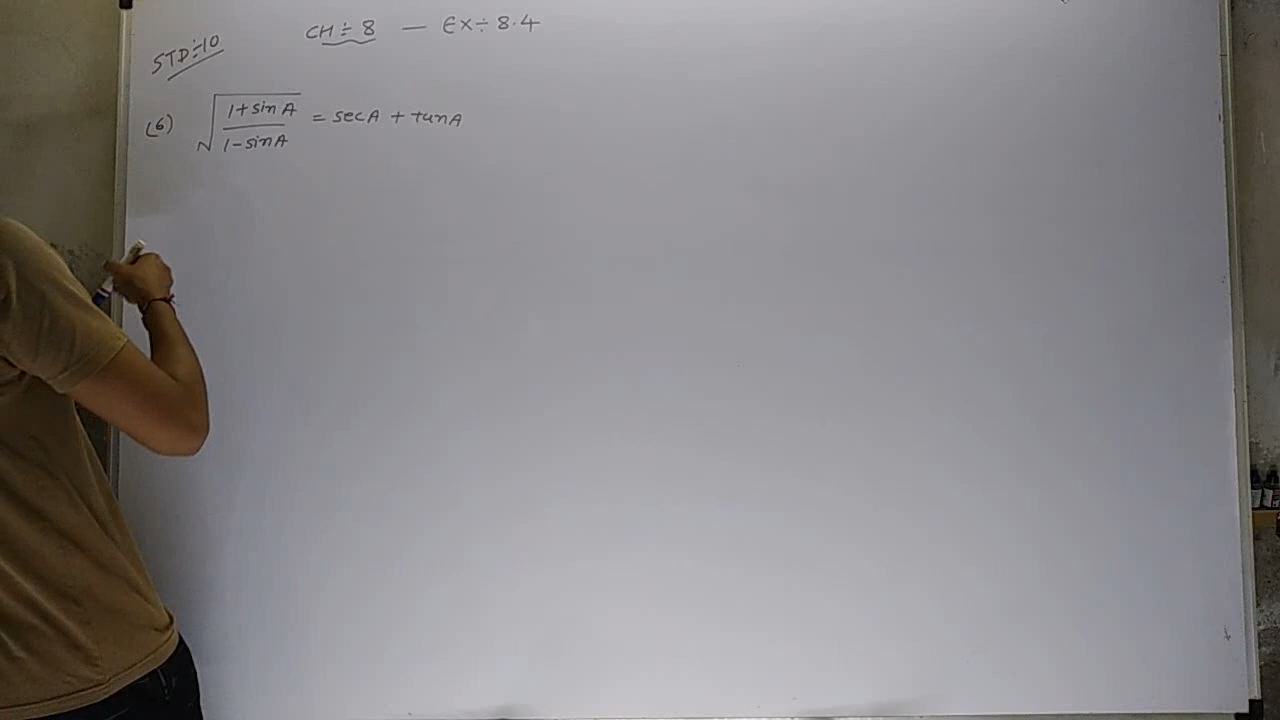 CH÷8 — Ex÷8.4
STD÷10
(6) √(1+sinA / 1-sinA) = secA + tanA